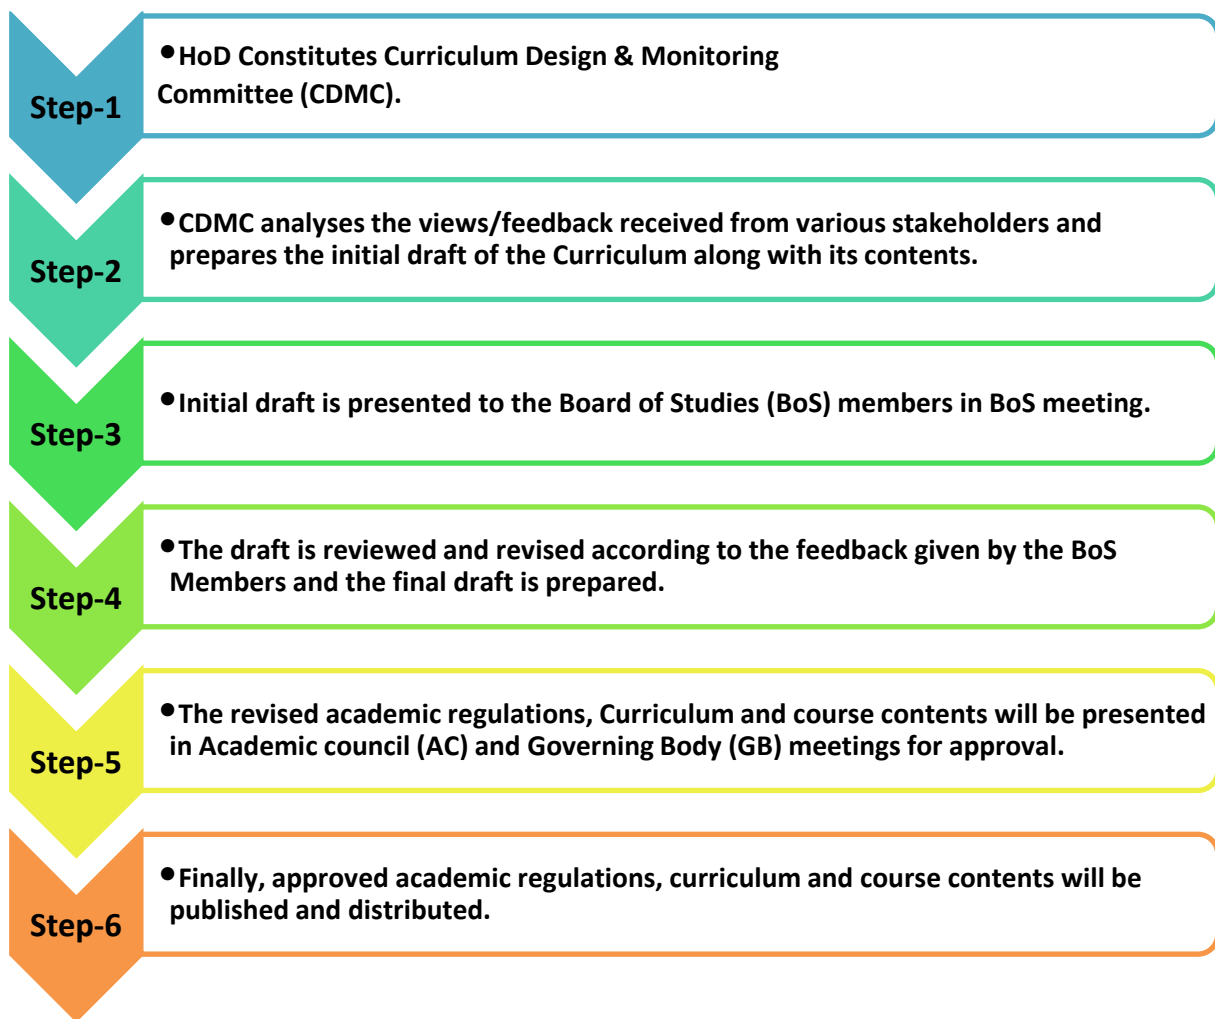 Step-1
•HoD Constitutes Curriculum Design & Monitoring
Committee (CDMC).
Step-2
•CDMC analyses the views/feedback received from various stakeholders and
prepares the initial draft of the Curriculum along with its contents.
Step-3
•Initial draft is presented to the Board of Studies (BoS) members in BoS meeting.
Step-4
•The draft is reviewed and revised according to the feedback given by the BoS
Members and the final draft is prepared.
Step-5
•The revised academic regulations, Curriculum and course contents will be presented
in Academic council (AC) and Governing Body (GB) meetings for approval.
Step-6
•Finally, approved academic regulations, curriculum and course contents will be
published and distributed.